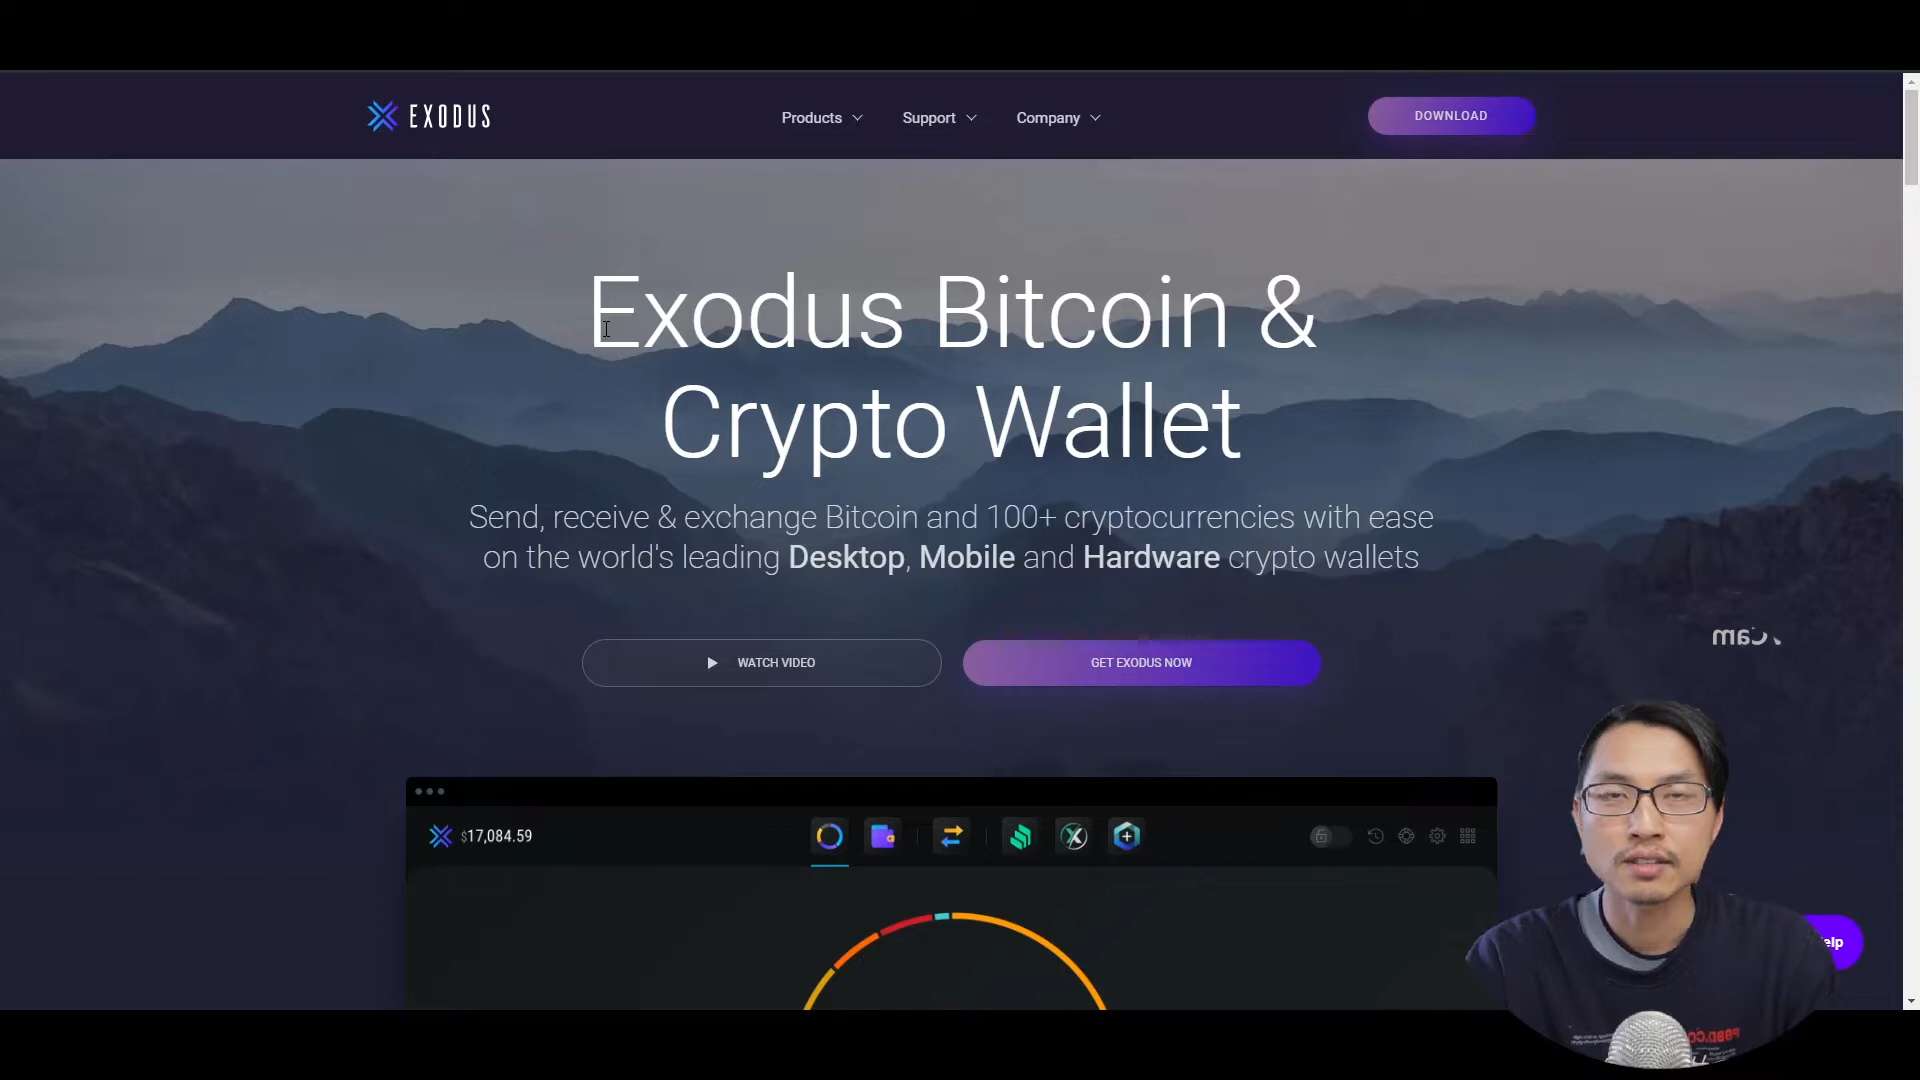 EXODUS
Products
Support
Company
DOWNLOAD
Exodus Bitcoin &
Crypto Wallet
Send, receive & exchange Bitcoin and 100+ cryptocurrencies with ease
on the world's leading Desktop, Mobile and Hardware crypto wallets
WATCH VIDEO
GET EXODUS NOW
$17,084.59